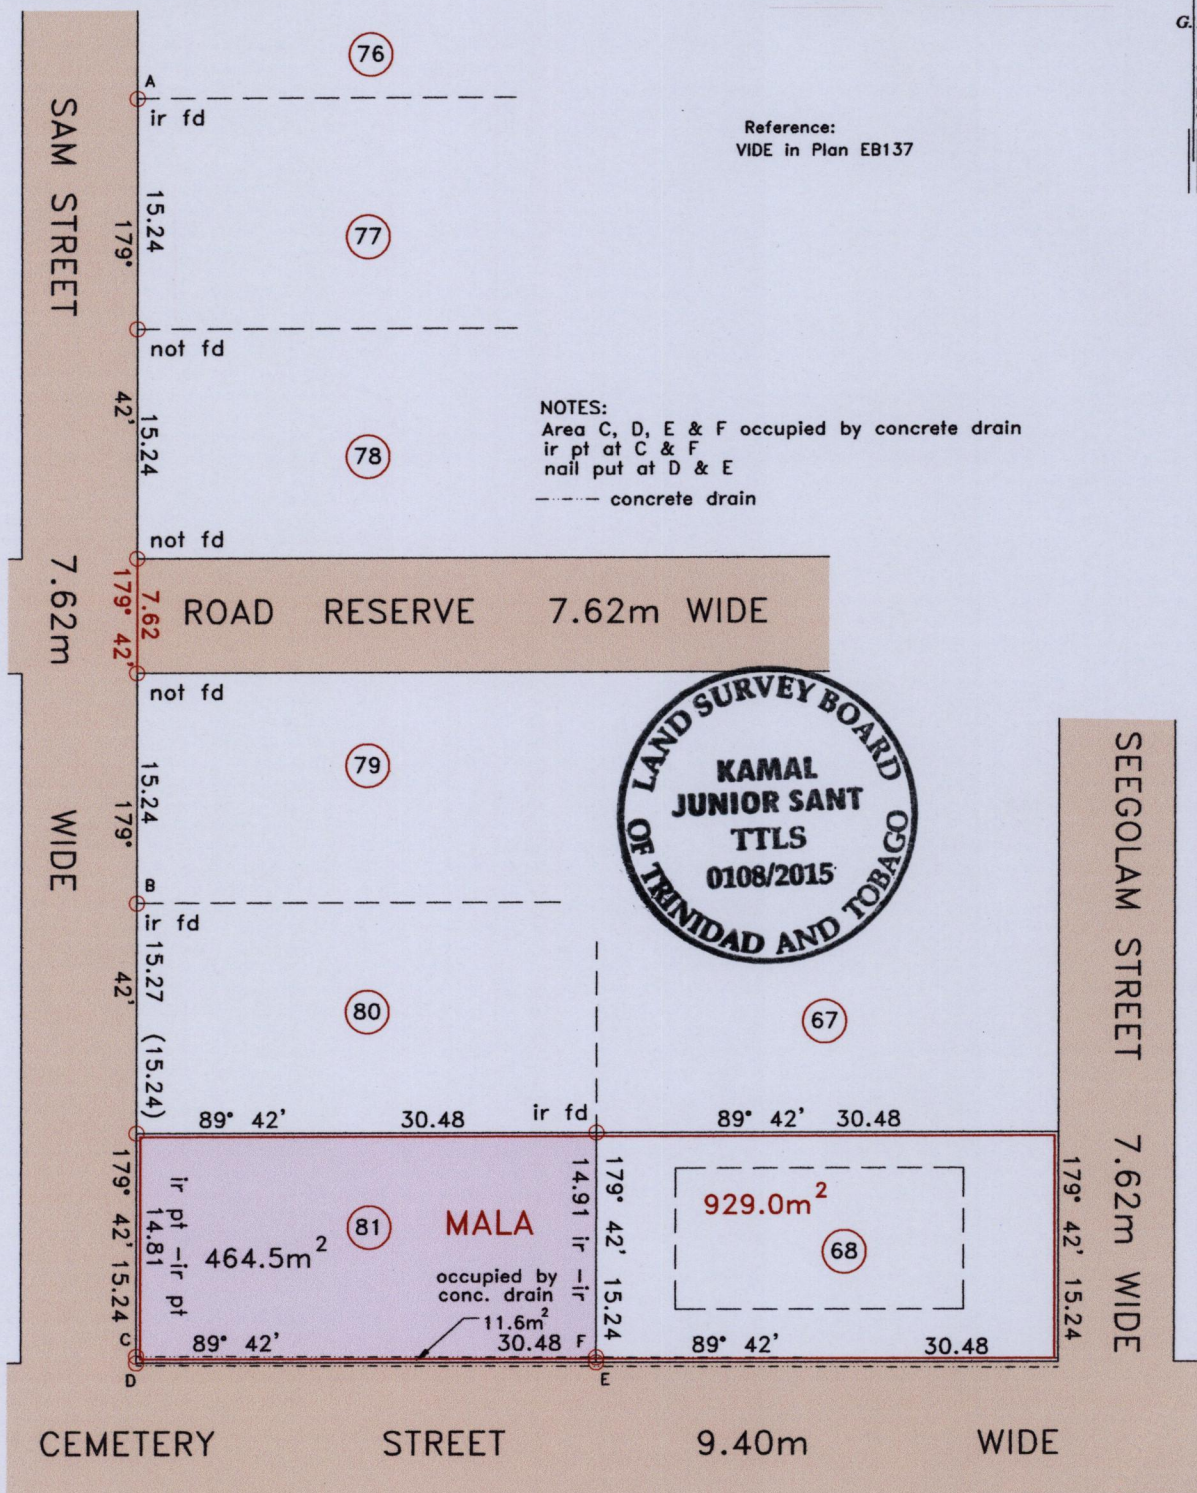 G.
76
A
ir fd
SAM STREET
15.24
179°
77
Reference:
VIDE in Plan EB137
not fd
42'
15.24
78
NOTES:
Area C, D, E & F occupied by concrete drain
ir pt at C & F
nail put at D & E
concrete drain
not fd
7.62m WIDE
7.62
179° 42'
ROAD RESERVE 7.62m WIDE
not fd
15.24
179°
79
LAND SURVEY BOARD
OF TRINIDAD AND TOBAGO
KAMAL
JUNIOR SANT
TTLS
0108/2015
SEEGOLAM STREET 7.62m WIDE
B
ir fd
15.27 (15.24)
42'
80
67
89° 42' 30.48
ir fd
89° 42' 30.48
179° 42' 15.24
ir pt - ir pt
14.81
464.5m²
81
MALA
14.91 ir - ir
179° 42' 15.24
929.0m²
68
179° 42' 15.24
occupied by
conc. drain
11.6m²
C
89° 42' 30.48 F
89° 42' 30.48
D
E
CEMETERY STREET 9.40m WIDE